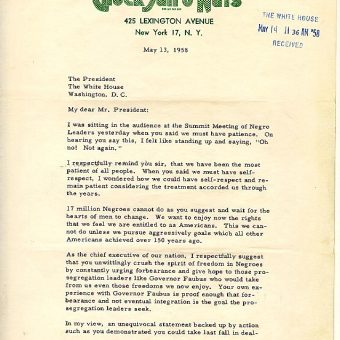 Chock Full O'Nuts
425 LEXINGTON AVENUE
New York 17, N. Y.
THE WHITE HOUSE
MAY 14 11 36 AM '58
RECEIVED
May 13, 1958
The President
The White House
Washington, D. C.
My dear Mr. President:
I was sitting in the audience at the Summit Meeting of Negro
Leaders yesterday when you said we must have patience. On
hearing you say this, I felt like standing up and saying, "Oh
no! Not again."
I respectfully remind you sir, that we have been the most
patient of all people. When you said we must have self-
respect, I wondered how we could have self-respect and re-
main patient considering the treatment accorded us through
the years.
17 million Negroes cannot do as you suggest and wait for the
hearts of men to change. We want to enjoy now the rights
that we feel we are entitled to as Americans. This we can-
not do unless we pursue aggressively goals which all other
Americans achieved over 150 years ago.
As the chief executive of our nation, I respectfully suggest
that you unwittingly crush the spirit of freedom in Negroes
by constantly urging forbearance and give hope to those pro-
segregation leaders like Governor Faubus who would take
from us even those freedoms we now enjoy. Your own ex-
perience with Governor Faubus is proof enough that for-
bearance and not eventual integration is the goal the pro-
segregation leaders seek.
In my view, an unequivocal statement backed up by action
such as you demonstrated you could take last fall in deal-